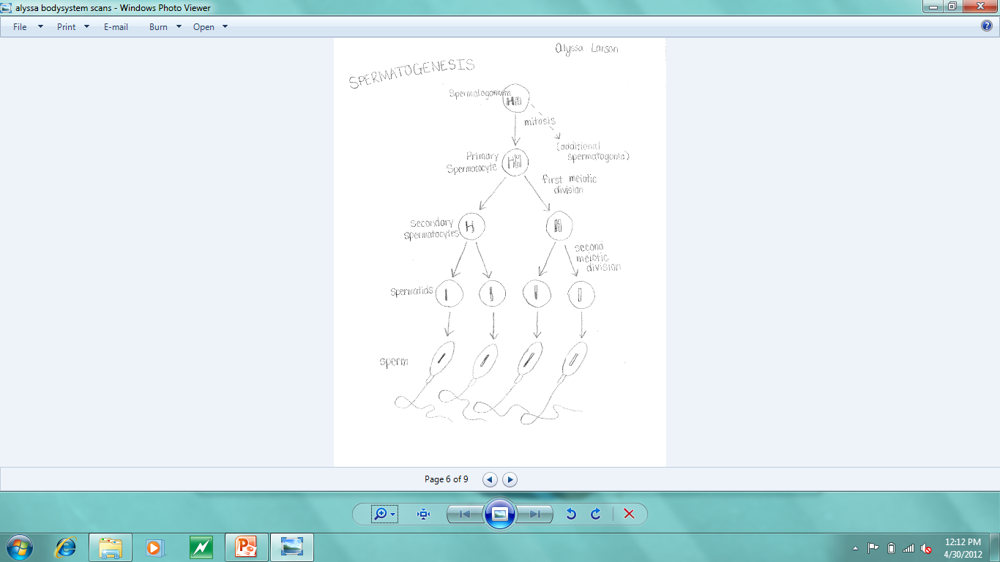 alyssa bodysystem scans - Windows Photo Viewer
File Print E-mail Burn Open
Alyssa Larson
SPERMATOGENESIS
Spermatogonium
mitosis
(additional
spermatogonia)
Primary
Spermatocyte
first meiotic
division
Secondary
spermatocytes
second
meiotic
division
Spermatids
sperm
Page 6 of 9
12:12 PM
4/30/2012